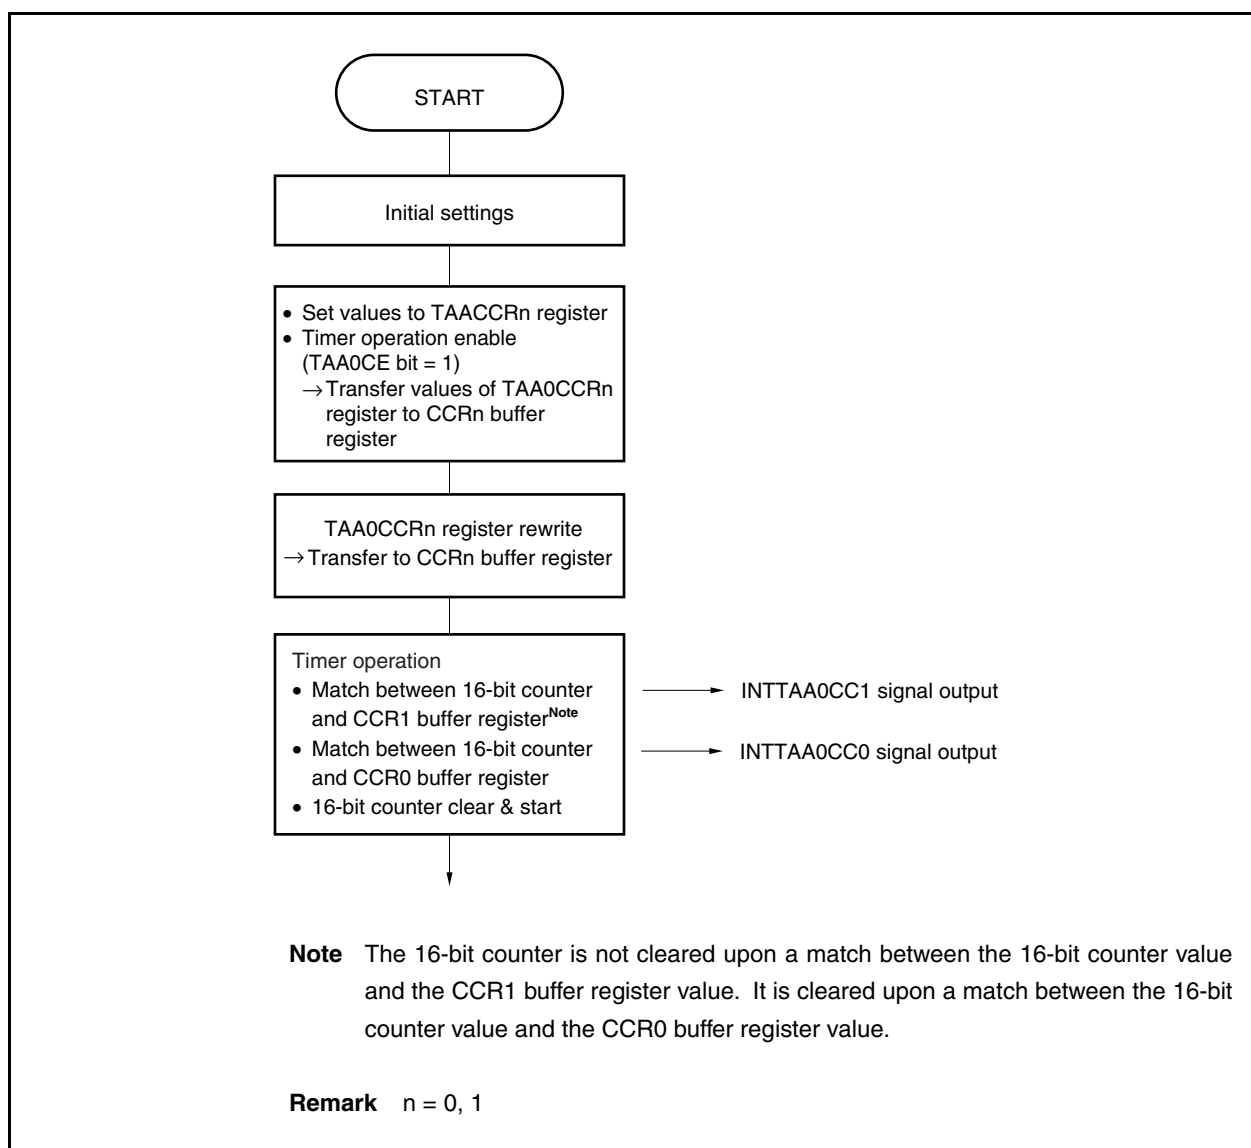 START
Initial settings
• Set values to TAACCRn register
• Timer operation enable
(TAA0CE bit = 1)
→ Transfer values of TAA0CCRn
register to CCRn buffer
register
TAA0CCRn register rewrite
→ Transfer to CCRn buffer register
Timer operation
• Match between 16-bit counter
and CCR1 buffer registerNote
• Match between 16-bit counter
and CCR0 buffer register
• 16-bit counter clear & start
INTTAA0CC1 signal output
INTTAA0CC0 signal output
Note The 16-bit counter is not cleared upon a match between the 16-bit counter value
and the CCR1 buffer register value. It is cleared upon a match between the 16-bit
counter value and the CCR0 buffer register value.
Remark n = 0, 1